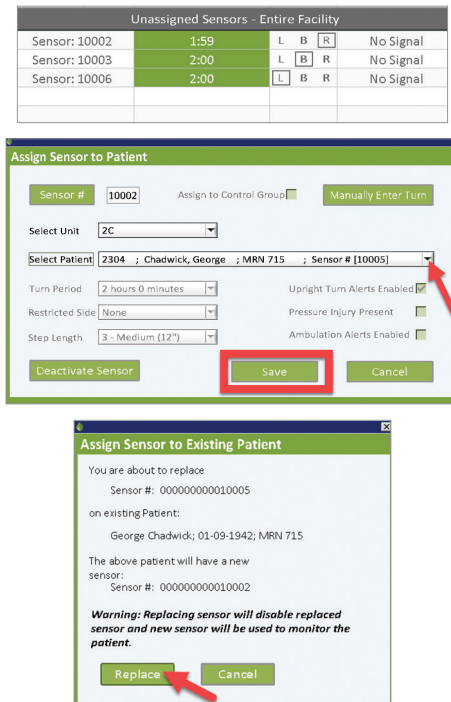 Unassigned Sensors - Entire Facility
Sensor: 10002 1:59 L B R No Signal
Sensor: 10003 2:00 L B R No Signal
Sensor: 10006 2:00 L B R No Signal
Assign Sensor to Patient
Sensor # 10002 Assign to Control Group Manually Enter Turn
Select Unit 2C
Select Patient 2304 ; Chadwick, George ; MRN 715 ; Sensor # [10005]
Turn Period 2 hours 0 minutes Upright Turn Alerts Enabled
Restricted Side None Pressure Injury Present
Step Length 3 - Medium (12") Ambulation Alerts Enabled
Deactivate Sensor Save Cancel
Assign Sensor to Existing Patient
You are about to replace
Sensor #: 000000000010005
on existing Patient:
George Chadwick; 01-09-1942; MRN 715
The above patient will have a new
sensor:
Sensor #: 000000000010002
Warning: Replacing sensor will disable replaced
sensor and new sensor will be used to monitor the
patient.
Replace Cancel